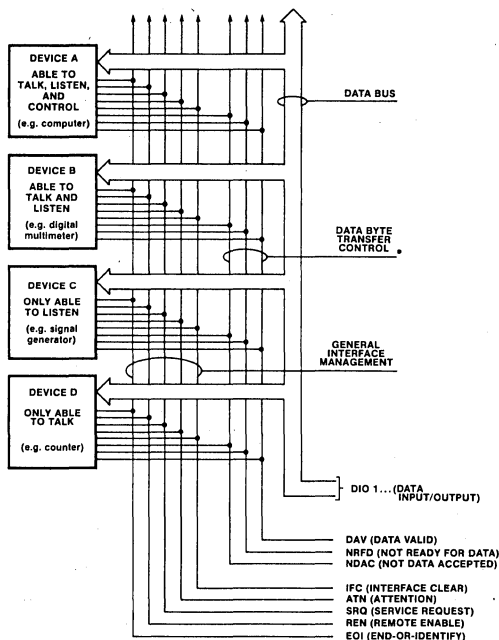 DEVICE A
ABLE TO
TALK, LISTEN,
AND
CONTROL
(e.g. computer)
DATA BUS
DEVICE B
ABLE TO
TALK AND
LISTEN
(e.g. digital
multimeter)
DATA BYTE
TRANSFER
CONTROL
DEVICE C
ONLY ABLE
TO LISTEN
(e.g. signal
generator)
GENERAL
INTERFACE
MANAGEMENT
DEVICE D
ONLY ABLE
TO TALK
(e.g. counter)
DIO 1...(DATA
INPUT/OUTPUT)
DAV (DATA VALID)
NRFD (NOT READY FOR DATA)
NDAC (NOT DATA ACCEPTED)
IFC (INTERFACE CLEAR)
ATN (ATTENTION)
SRQ (SERVICE REQUEST)
REN (REMOTE ENABLE)
EOI (END-OR-IDENTIFY)